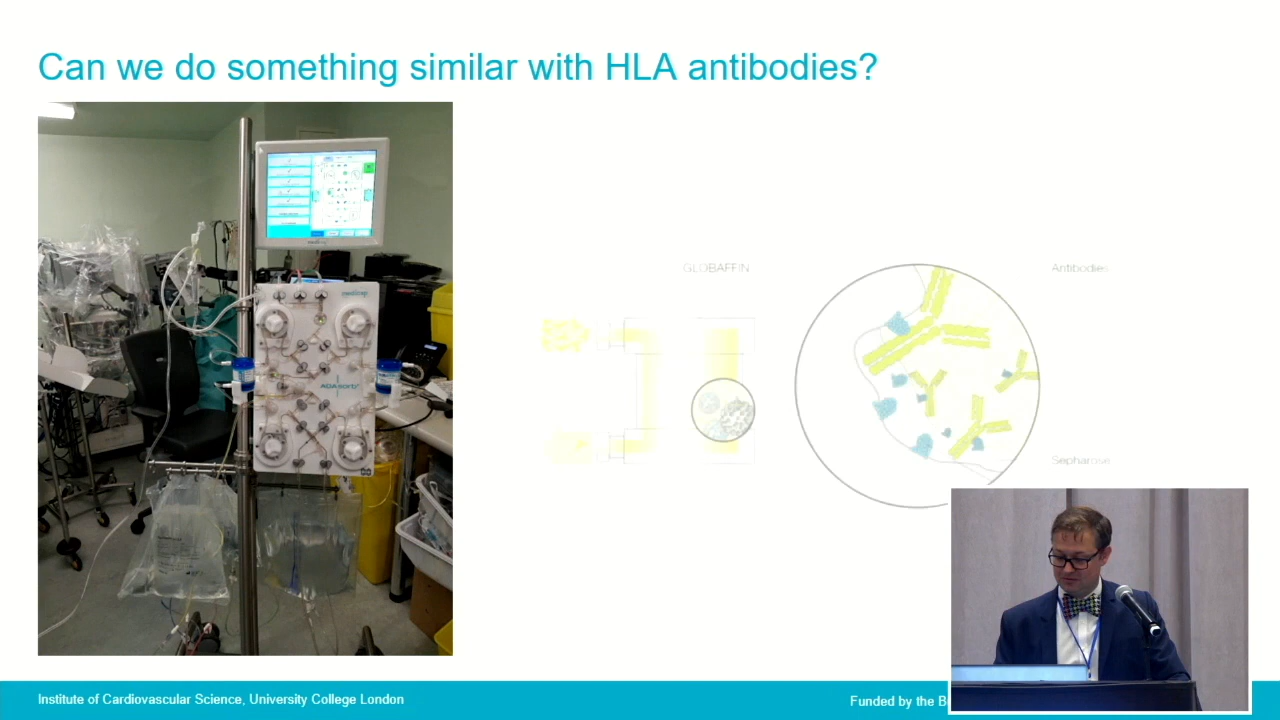 Can we do something similar with HLA antibodies?
medicap
ADAsorb
GLOBAFFIN
Antibodies
Sepharose
Institute of Cardiovascular Science, University College London
Funded by the B